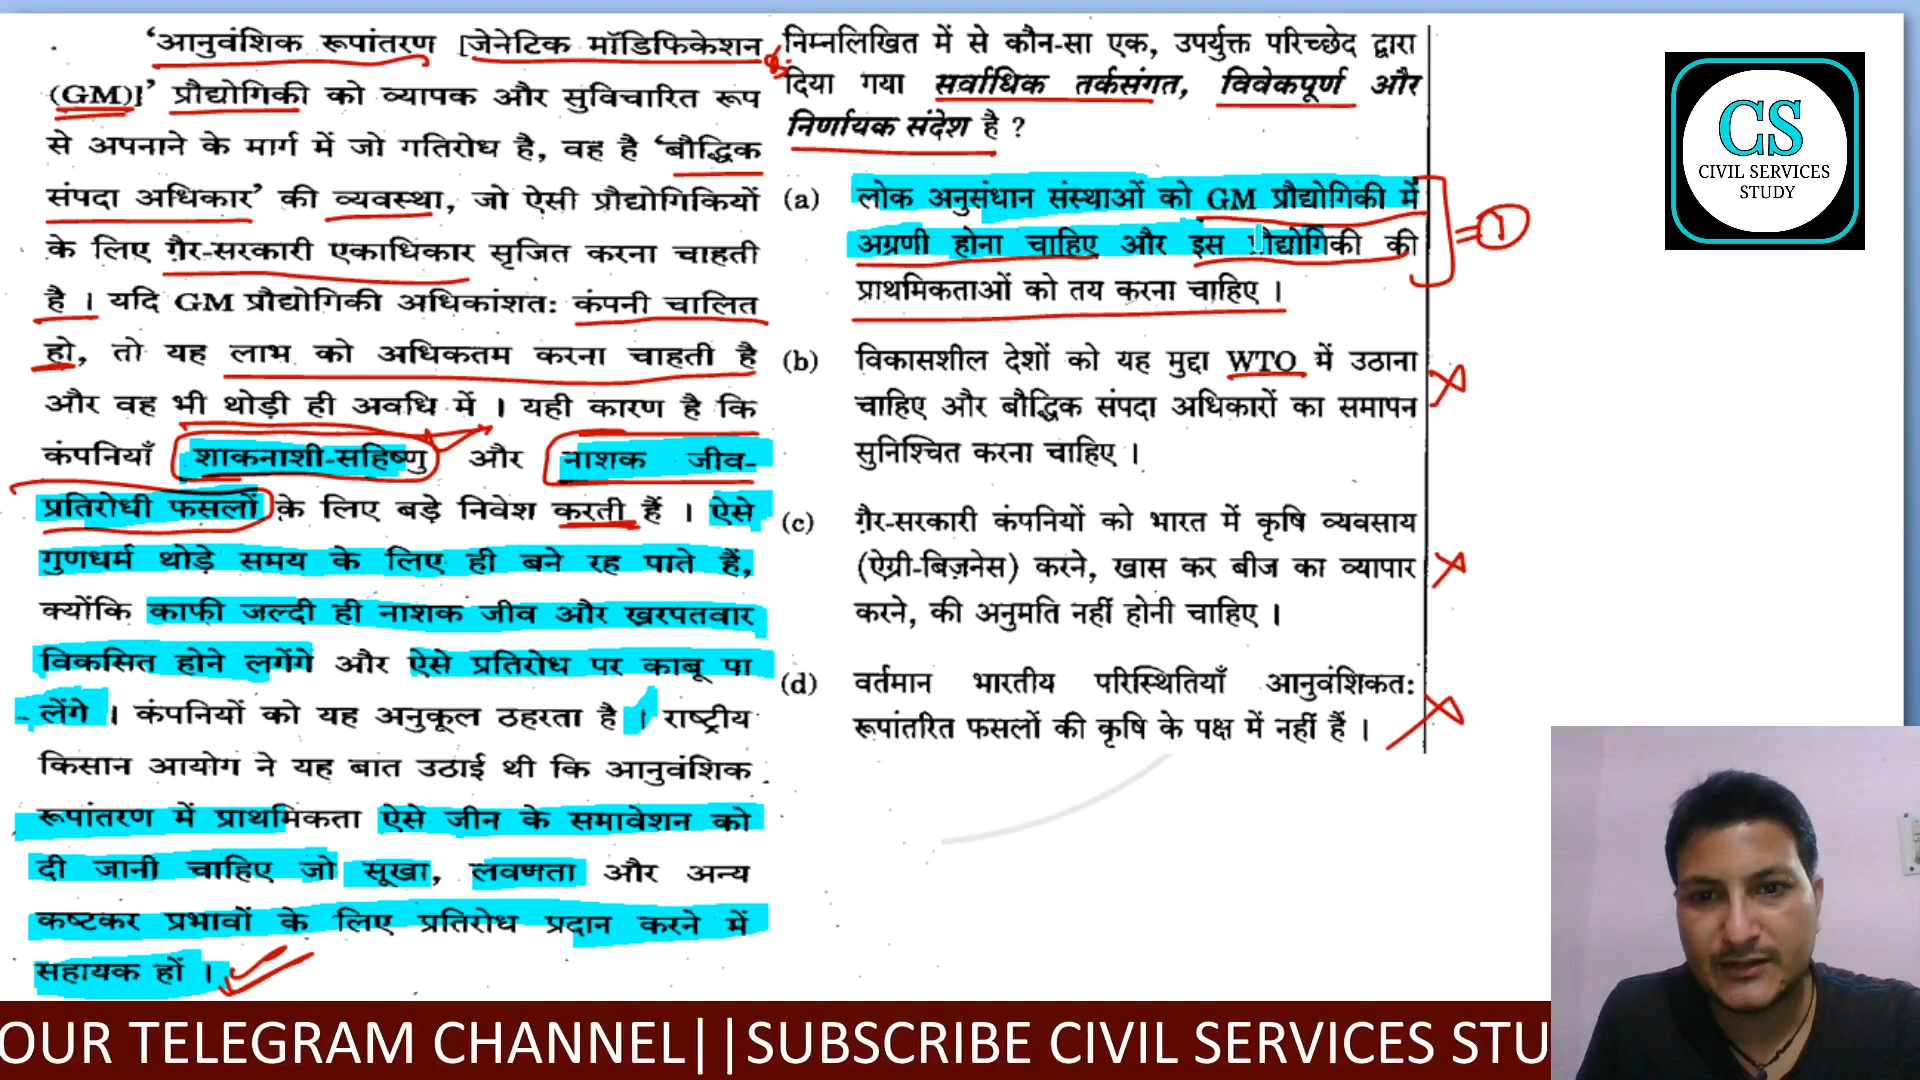 'आनुवंशिक रूपांतरण [जेनेटिक मॉडिफिकेशन
(GM)]' प्रौद्योगिकी को व्यापक और सुविचारित रूप
से अपनाने के मार्ग में जो गतिरोध है, वह है 'बौद्धिक
संपदा अधिकार' की व्यवस्था, जो ऐसी प्रौद्योगिकियों
के लिए ग़ैर-सरकारी एकाधिकार सृजित करना चाहती
है । यदि GM प्रौद्योगिकी अधिकांशत: कंपनी चालित
हो, तो यह लाभ को अधिकतम करना चाहती है
और वह भी थोड़ी ही अवधि में । यही कारण है कि
कंपनियाँ शाकनाशी-सहिष्णु और नाशक जीव-
प्रतिरोधी फसलों के लिए बड़े निवेश करती हैं । ऐसे
गुणधर्म थोड़े समय के लिए ही बने रह पाते हैं,
क्योंकि काफी जल्दी ही नाशक जीव और खरपतवार
विकसित होने लगेंगे और ऐसे प्रतिरोध पर काबू पा
लेंगे । कंपनियों को यह अनुकूल ठहरता है । राष्ट्रीय
किसान आयोग ने यह बात उठाई थी कि आनुवंशिक
रूपांतरण में प्राथमिकता ऐसे जीन के समावेशन को
दी जानी चाहिए जो सूखा, लवणता और अन्य
कष्टकर प्रभावों के लिए प्रतिरोध प्रदान करने में
सहायक हों ।
निम्नलिखित में से कौन-सा एक, उपर्युक्त परिच्छेद द्वारा
दिया गया सर्वाधिक तर्कसंगत, विवेकपूर्ण और
निर्णायक संदेश है ?
(a) लोक अनुसंधान संस्थाओं को GM प्रौद्योगिकी में
अग्रणी होना चाहिए और इस प्रौद्योगिकी की
प्राथमिकताओं को तय करना चाहिए ।
= 1
(b) विकासशील देशों को यह मुद्दा WTO में उठाना
चाहिए और बौद्धिक संपदा अधिकारों का समापन
सुनिश्चित करना चाहिए ।
(c) ग़ैर-सरकारी कंपनियों को भारत में कृषि व्यवसाय
(ऐग्री-बिज़नेस) करने, खास कर बीज का व्यापार
करने, की अनुमति नहीं होनी चाहिए ।
(d) वर्तमान भारतीय परिस्थितियाँ आनुवंशिकत:
रूपांतरित फसलों की कृषि के पक्ष में नहीं हैं ।
CS
CIVIL SERVICES
STUDY
OUR TELEGRAM CHANNEL||SUBSCRIBE CIVIL SERVICES STU